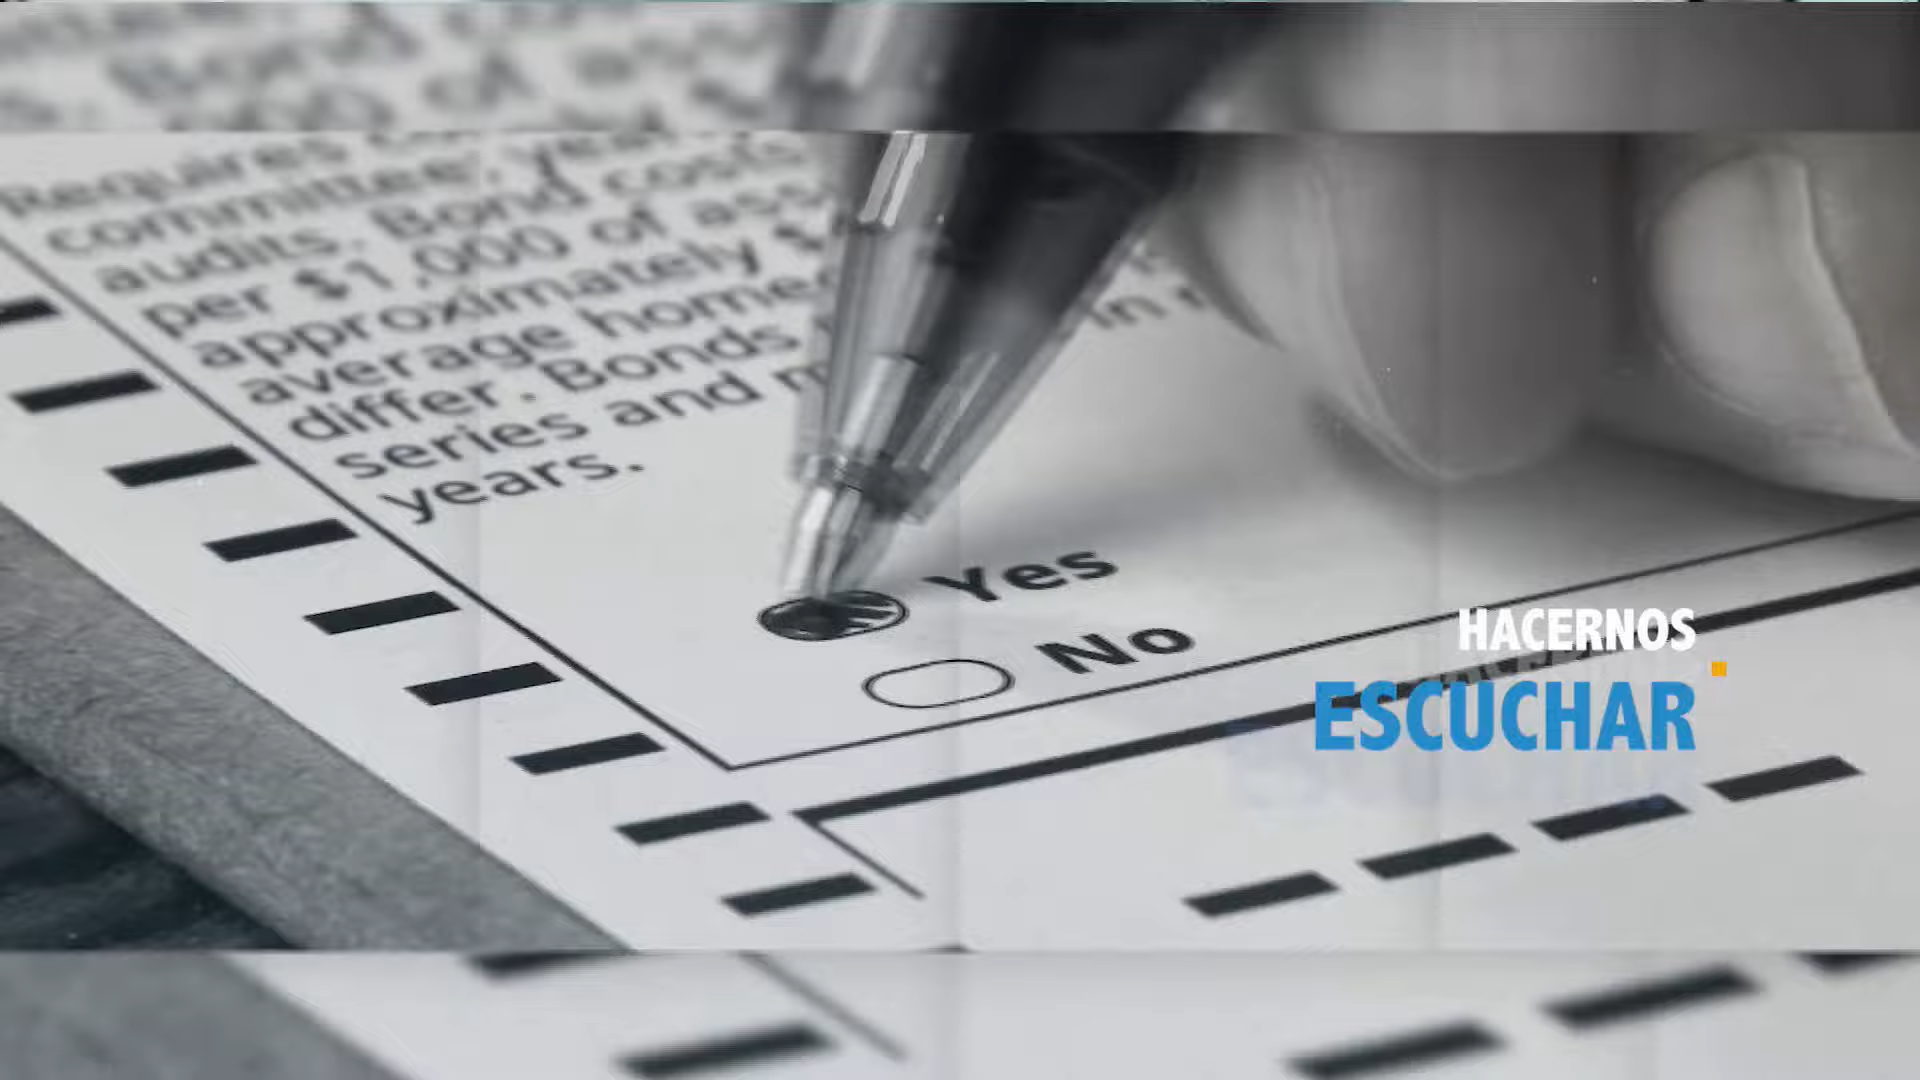 Requires
committee, year
audits. Bond costs
per $1,000 of ass
approximately $
average home
differ. Bonds in
series and m
years.
Yes
No
HACERNOS
ESCUCHAR